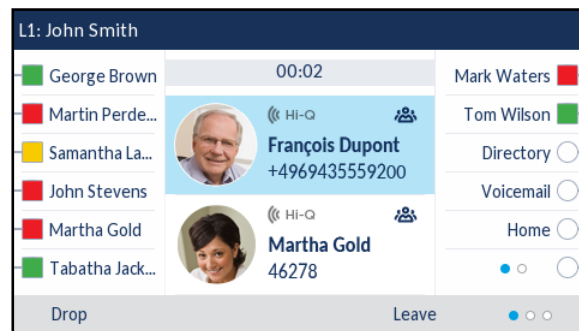 L1: John Smith
George Brown
Martin Perde...
Samantha La...
John Stevens
Martha Gold
Tabatha Jack...
00:02
Hi-Q
François Dupont
+4969435559200
Hi-Q
Martha Gold
46278
Mark Waters
Tom Wilson
Directory
Voicemail
Home
Drop
Leave